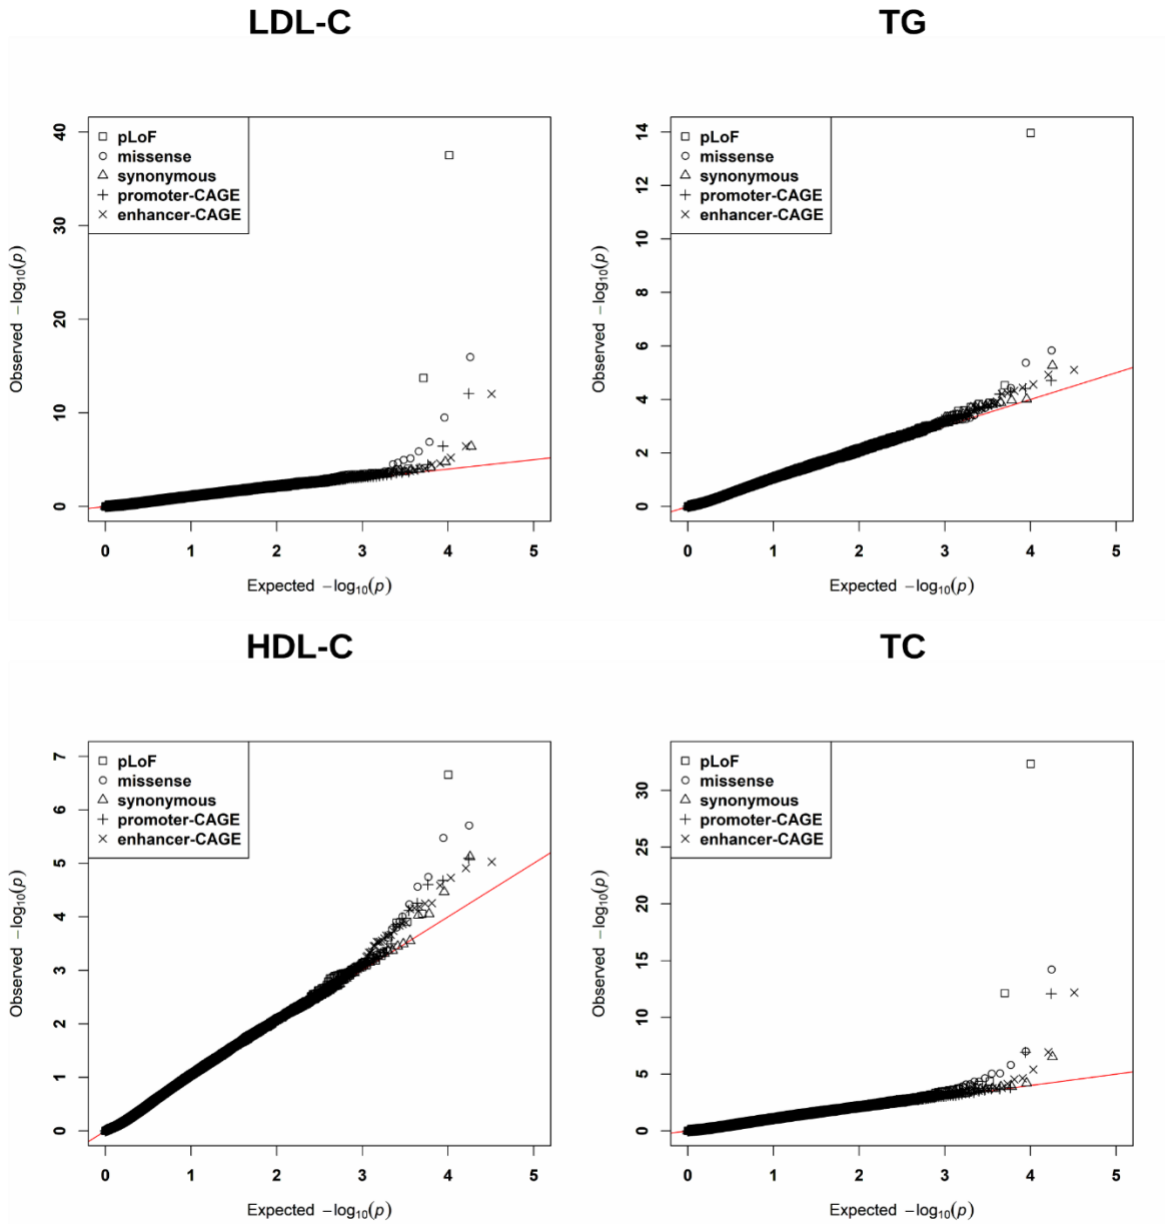 LDL-C
TG
40
30
20
10
0
Observed −log₁₀(p)
□ pLoF
○ missense
△ synonymous
+ promoter-CAGE
× enhancer-CAGE
0 1 2 3 4 5
Expected −log₁₀(p)
14
12
10
8
6
4
2
0
Observed −log₁₀(p)
□ pLoF
○ missense
△ synonymous
+ promoter-CAGE
× enhancer-CAGE
0 1 2 3 4 5
Expected −log₁₀(p)
HDL-C
TC
7
6
5
4
3
2
1
0
Observed −log₁₀(p)
□ pLoF
○ missense
△ synonymous
+ promoter-CAGE
× enhancer-CAGE
0 1 2 3 4 5
Expected −log₁₀(p)
30
25
20
15
10
5
0
Observed −log₁₀(p)
□ pLoF
○ missense
△ synonymous
+ promoter-CAGE
× enhancer-CAGE
0 1 2 3 4 5
Expected −log₁₀(p)